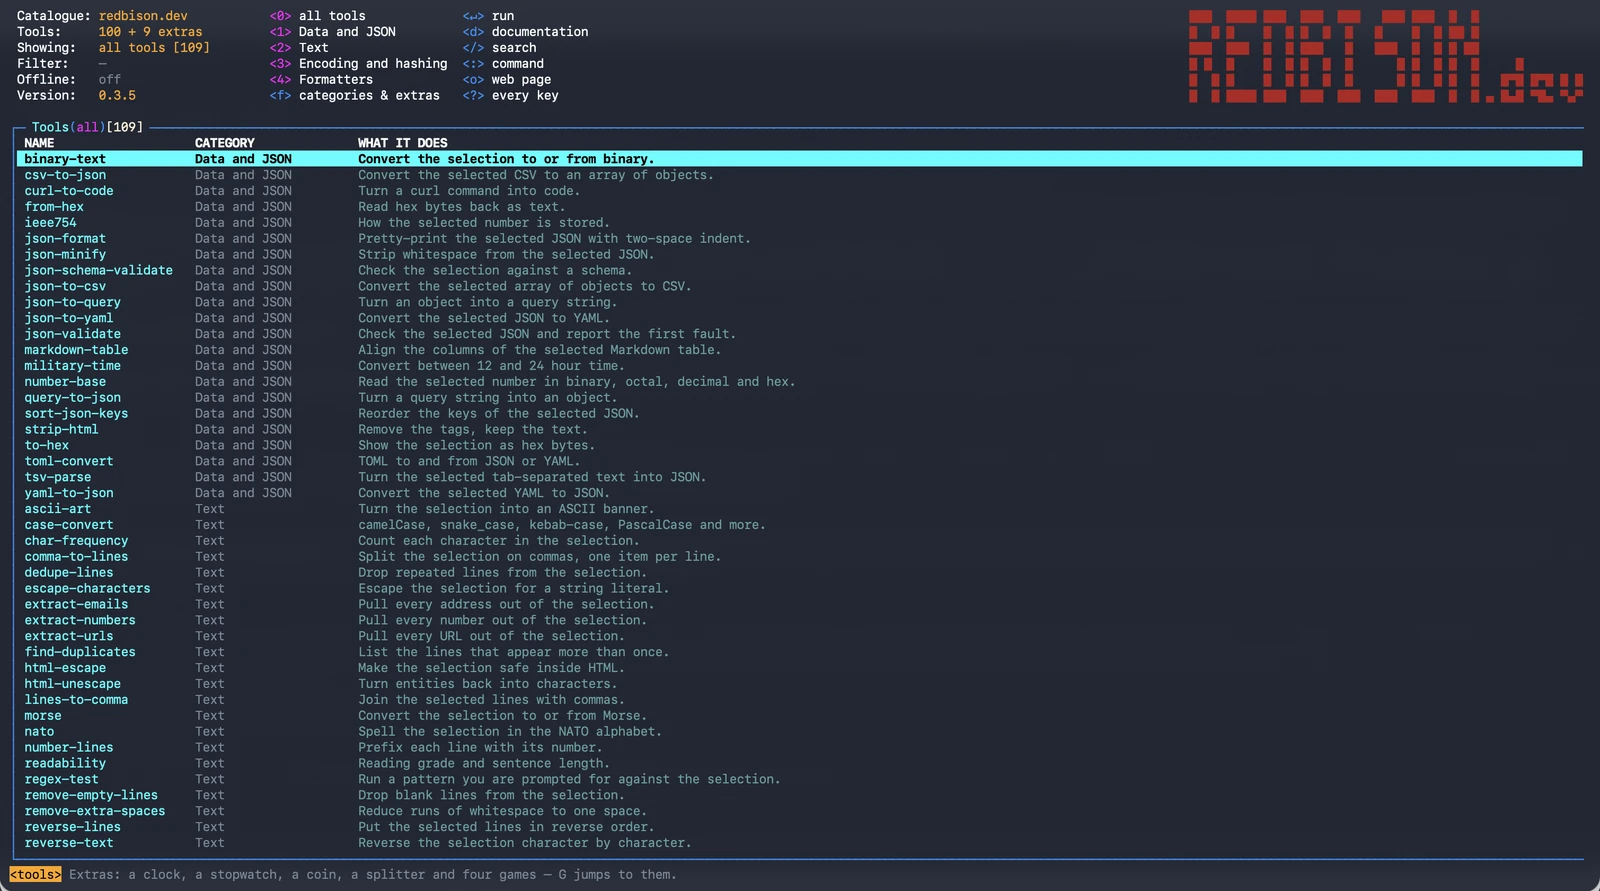 Catalogue: redbison.dev <0> all tools <↵> run
Tools: 100 + 9 extras <1> Data and JSON <d> documentation
Showing: all tools [109] <2> Text </> search
Filter: — <3> Encoding and hashing <:> command
Offline: off <4> Formatters <o> web page
Version: 0.3.5 <f> categories & extras <?> every key
REDBISON.dev
Tools(all)[109]
NAME CATEGORY WHAT IT DOES
binary-text Data and JSON Convert the selection to or from binary.
csv-to-json Data and JSON Convert the selected CSV to an array of objects.
curl-to-code Data and JSON Turn a curl command into code.
from-hex Data and JSON Read hex bytes back as text.
ieee754 Data and JSON How the selected number is stored.
json-format Data and JSON Pretty-print the selected JSON with two-space indent.
json-minify Data and JSON Strip whitespace from the selected JSON.
json-schema-validate Data and JSON Check the selection against a schema.
json-to-csv Data and JSON Convert the selected array of objects to CSV.
json-to-query Data and JSON Turn an object into a query string.
json-to-yaml Data and JSON Convert the selected JSON to YAML.
json-validate Data and JSON Check the selected JSON and report the first fault.
markdown-table Data and JSON Align the columns of the selected Markdown table.
military-time Data and JSON Convert between 12 and 24 hour time.
number-base Data and JSON Read the selected number in binary, octal, decimal and hex.
query-to-json Data and JSON Turn a query string into an object.
sort-json-keys Data and JSON Reorder the keys of the selected JSON.
strip-html Data and JSON Remove the tags, keep the text.
to-hex Data and JSON Show the selection as hex bytes.
toml-convert Data and JSON TOML to and from JSON or YAML.
tsv-parse Data and JSON Turn the selected tab-separated text into JSON.
yaml-to-json Data and JSON Convert the selected YAML to JSON.
ascii-art Text Turn the selection into an ASCII banner.
case-convert Text camelCase, snake_case, kebab-case, PascalCase and more.
char-frequency Text Count each character in the selection.
comma-to-lines Text Split the selection on commas, one item per line.
dedupe-lines Text Drop repeated lines from the selection.
escape-characters Text Escape the selection for a string literal.
extract-emails Text Pull every address out of the selection.
extract-numbers Text Pull every number out of the selection.
extract-urls Text Pull every URL out of the selection.
find-duplicates Text List the lines that appear more than once.
html-escape Text Make the selection safe inside HTML.
html-unescape Text Turn entities back into characters.
lines-to-comma Text Join the selected lines with commas.
morse Text Convert the selection to or from Morse.
nato Text Spell the selection in the NATO alphabet.
number-lines Text Prefix each line with its number.
readability Text Reading grade and sentence length.
regex-test Text Run a pattern you are prompted for against the selection.
remove-empty-lines Text Drop blank lines from the selection.
remove-extra-spaces Text Reduce runs of whitespace to one space.
reverse-lines Text Put the selected lines in reverse order.
reverse-text Text Reverse the selection character by character.
<tools> Extras: a clock, a stopwatch, a coin, a splitter and four games — G jumps to them.